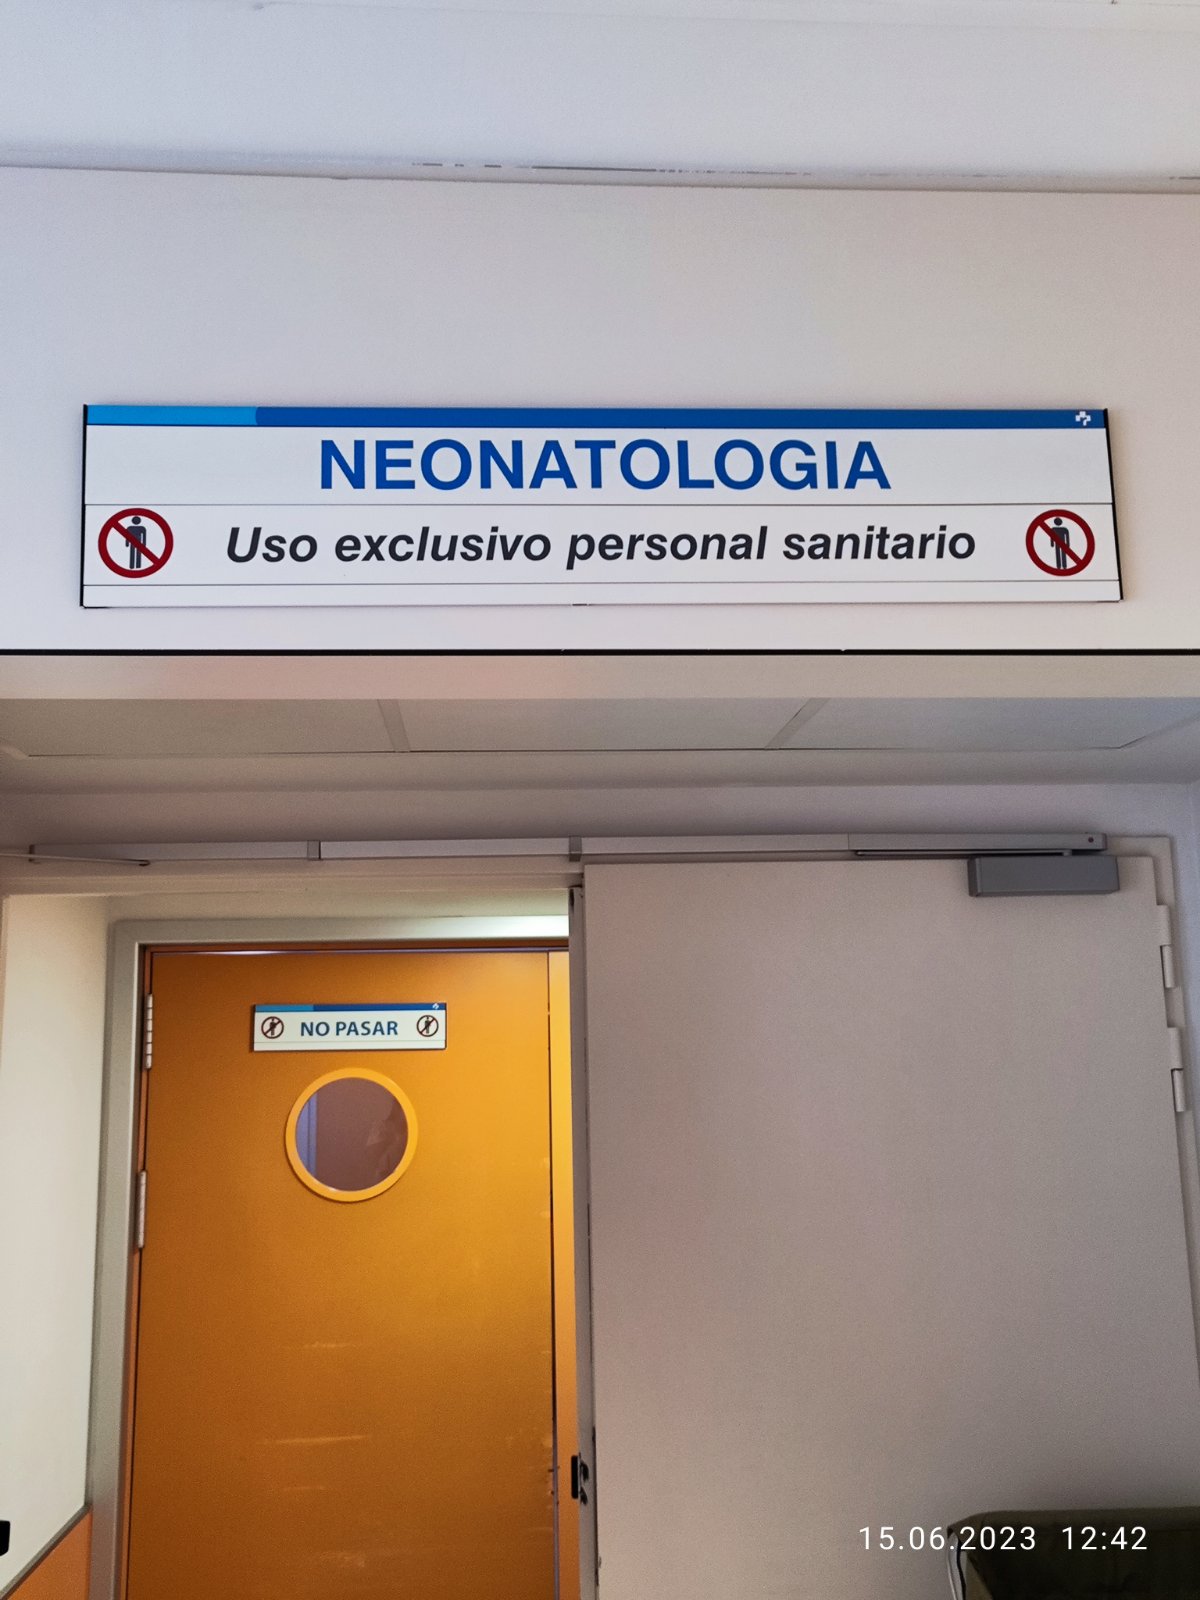 NEONATOLOGIA
Uso exclusivo personal sanitario
NO PASAR
15.06.2023 12:42